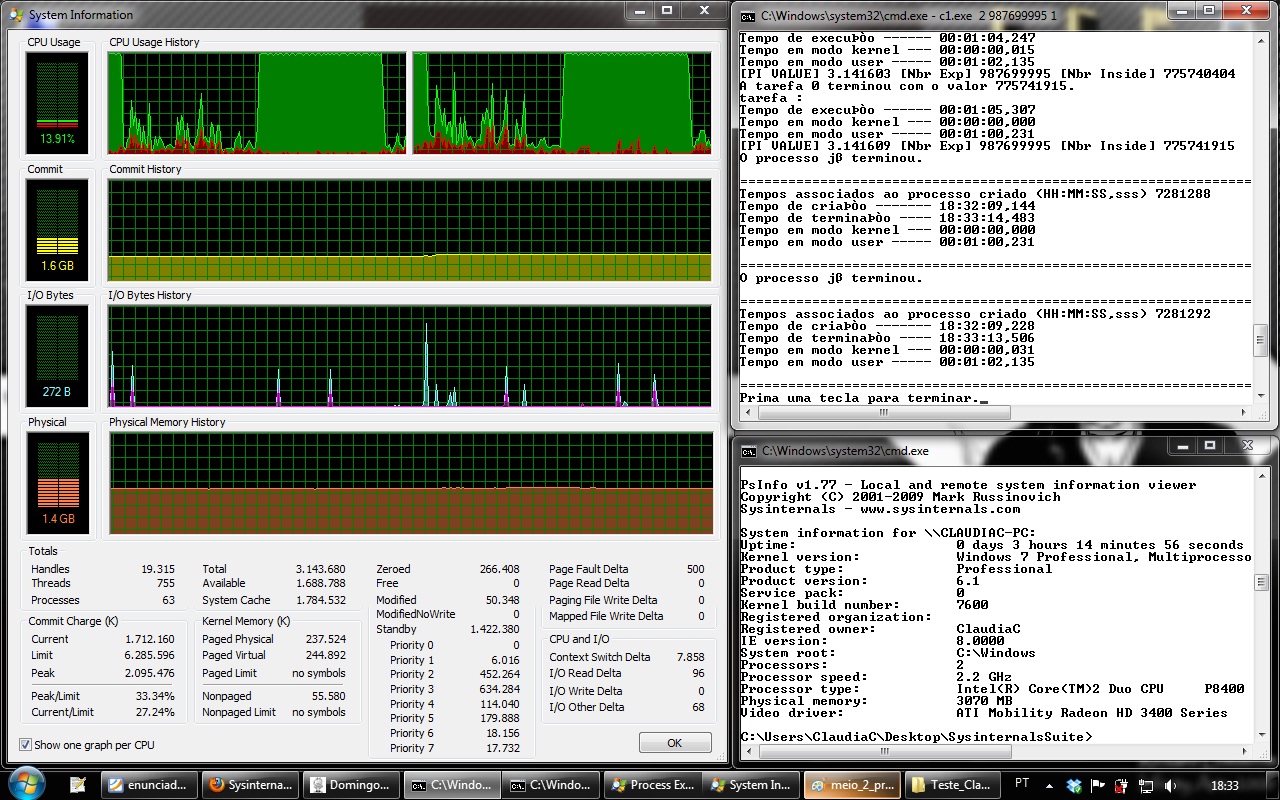 System Information
CPU Usage
CPU Usage History
13.91%
Commit
Commit History
1.6 GB
I/O Bytes
I/O Bytes History
272 B
Physical
Physical Memory History
1.4 GB
Totals
Handles 19.315
Threads 755
Processes 63
Total 3.143.680
Available 1.688.788
System Cache 1.784.532
Commit Charge (K)
Current 1.712.160
Limit 6.285.596
Peak 2.095.476
Peak/Limit 33.34%
Current/Limit 27.24%
Kernel Memory (K)
Paged Physical 237.524
Paged Virtual 244.892
Paged Limit no symbols
Nonpaged 55.580
Nonpaged Limit no symbols
Zeroed 266.408
Free 0
Modified 50.348
ModifiedNoWrite 0
Standby 1.422.380
Priority 0 0
Priority 1 6.016
Priority 2 452.264
Priority 3 634.284
Priority 4 114.040
Priority 5 179.888
Priority 6 18.156
Priority 7 17.732
Page Fault Delta 500
Page Read Delta 0
Paging File Write Delta 0
Mapped File Write Delta 0
CPU and I/O
Context Switch Delta 7.858
I/O Read Delta 96
I/O Write Delta 0
I/O Other Delta 68
Show one graph per CPU
OK
C:\Windows\system32\cmd.exe - c1.exe 2 987699995 1
Tempo de execuÞòo ------ 00:01:04,247
Tempo em modo kernel --- 00:00:00,015
Tempo em modo user ----- 00:01:02,135
[PI VALUE] 3.141603 [Nbr Exp] 987699995 [Nbr Inside] 775740404
A tarefa 0 terminou com o valor 775741915.
tarefa :
Tempo de execuÞòo ------ 00:01:05,307
Tempo em modo kernel --- 00:00:00,000
Tempo em modo user ----- 00:01:00,231
[PI VALUE] 3.141609 [Nbr Exp] 987699995 [Nbr Inside] 775741915
O processo jß terminou.
================================================================
Tempos associados ao processo criado (HH:MM:SS,sss) 7281288
Tempo de criaÞòo ------- 18:32:09,144
Tempo de terminaÞòo ---- 18:33:14,483
Tempo em modo kernel --- 00:00:00,000
Tempo em modo user ----- 00:01:00,231
================================================================
O processo jß terminou.
================================================================
Tempos associados ao processo criado (HH:MM:SS,sss) 7281292
Tempo de criaÞòo ------- 18:32:09,228
Tempo de terminaÞòo ---- 18:33:13,506
Tempo em modo kernel --- 00:00:00,031
Tempo em modo user ----- 00:01:02,135
================================================================
Prima uma tecla para terminar._
C:\Windows\system32\cmd.exe
PsInfo v1.77 - Local and remote system information viewer
Copyright (C) 2001-2009 Mark Russinovich
Sysinternals - www.sysinternals.com
System information for \\CLAUDIAC-PC:
Uptime: 0 days 3 hours 14 minutes 56 seconds
Kernel version: Windows 7 Professional, Multiprocesso
Product type: Professional
Product version: 6.1
Service pack: 0
Kernel build number: 7600
Registered organization:
Registered owner: ClaudiaC
IE version: 8.0000
System root: C:\Windows
Processors: 2
Processor speed: 2.2 GHz
Processor type: Intel(R) Core(TM)2 Duo CPU P8400
Physical memory: 3070 MB
Video driver: ATI Mobility Radeon HD 3400 Series
C:\Users\ClaudiaC\Desktop\SysinternalsSuite>
enunciad... Sysinterna... Domingo... C:\Windo... C:\Windo... Process Ex... System In... meio_2_pr... Teste_Cla... PT 18:33